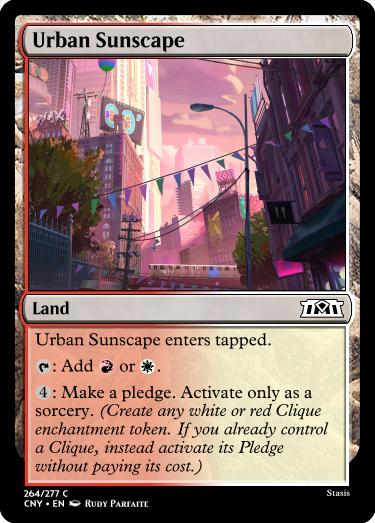 Urban Sunscape
Land
Urban Sunscape enters tapped.
: Add or .
4: Make a pledge. Activate only as a
sorcery. (Create any white or red Clique
enchantment token. If you already control
a Clique, instead activate its Pledge
without paying its cost.)
264/277 C
Stasis
CNY • EN Rudy Parfaite